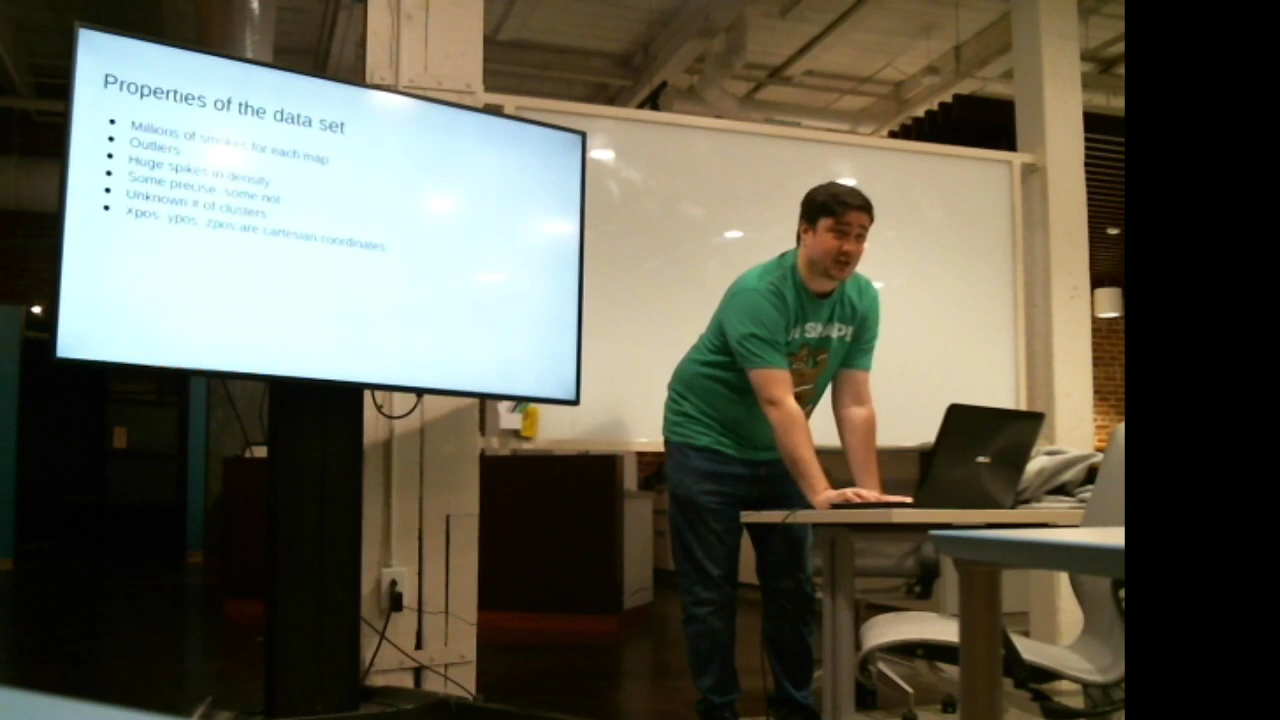 Properties of the data set
Millions of smokes for each map
Outliers
Huge spikes in density
Some precise, some not
Unknown # of clusters
xpos, ypos, zpos are cartesian coordinates